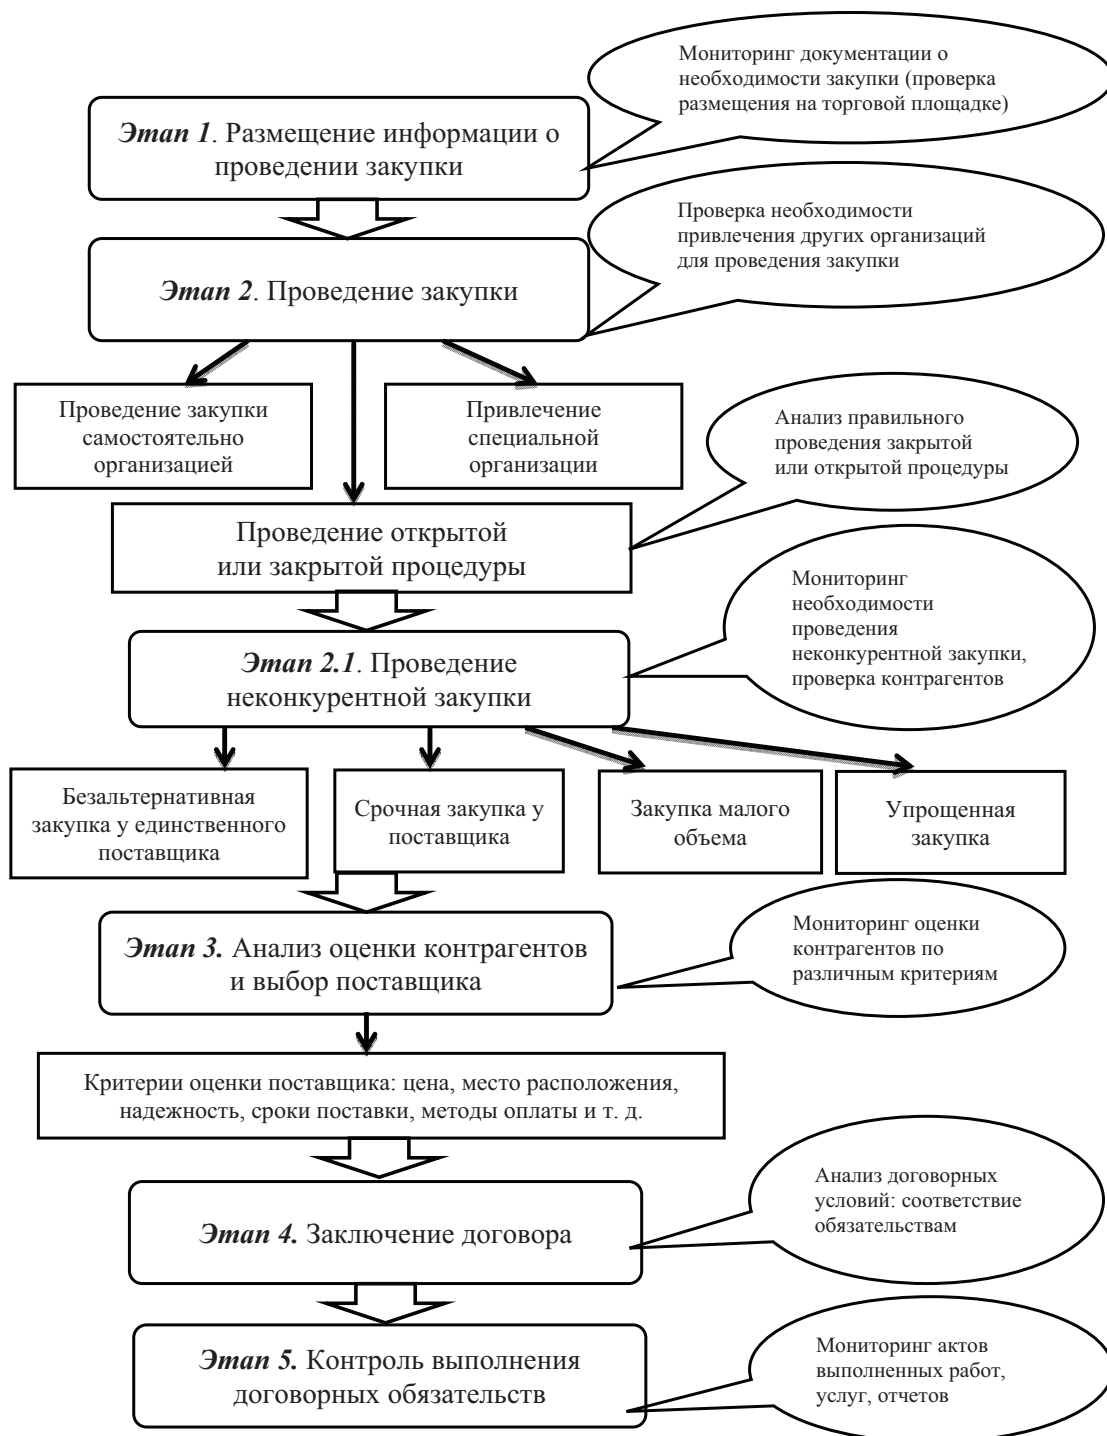 Мониторинг документации о
необходимости закупки (проверка
размещения на торговой площадке)
Этап 1. Размещение информации о
проведении закупки
Проверка необходимости
привлечения других организаций
для проведения закупки
Этап 2. Проведение закупки
Проведение закупки
самостоятельно
организацией
Привлечение
специальной
организации
Анализ правильного
проведения закрытой
или открытой процедуры
Проведение открытой
или закрытой процедуры
Мониторинг
необходимости
проведения
неконкурентной закупки,
проверка контрагентов
Этап 2.1. Проведение
неконкурентной закупки
Безальтернативная
закупка у единственного
поставщика
Срочная закупка у
поставщика
Закупка малого
объема
Упрощенная
закупка
Мониторинг оценки
контрагентов по
различным критериям
Этап 3. Анализ оценки контрагентов
и выбор поставщика
Критерии оценки поставщика: цена, место расположения,
надежность, сроки поставки, методы оплаты и т. д.
Анализ договорных
условий: соответствие
обязательствам
Этап 4. Заключение договора
Мониторинг актов
выполненных работ,
услуг, отчетов
Этап 5. Контроль выполнения
договорных обязательств